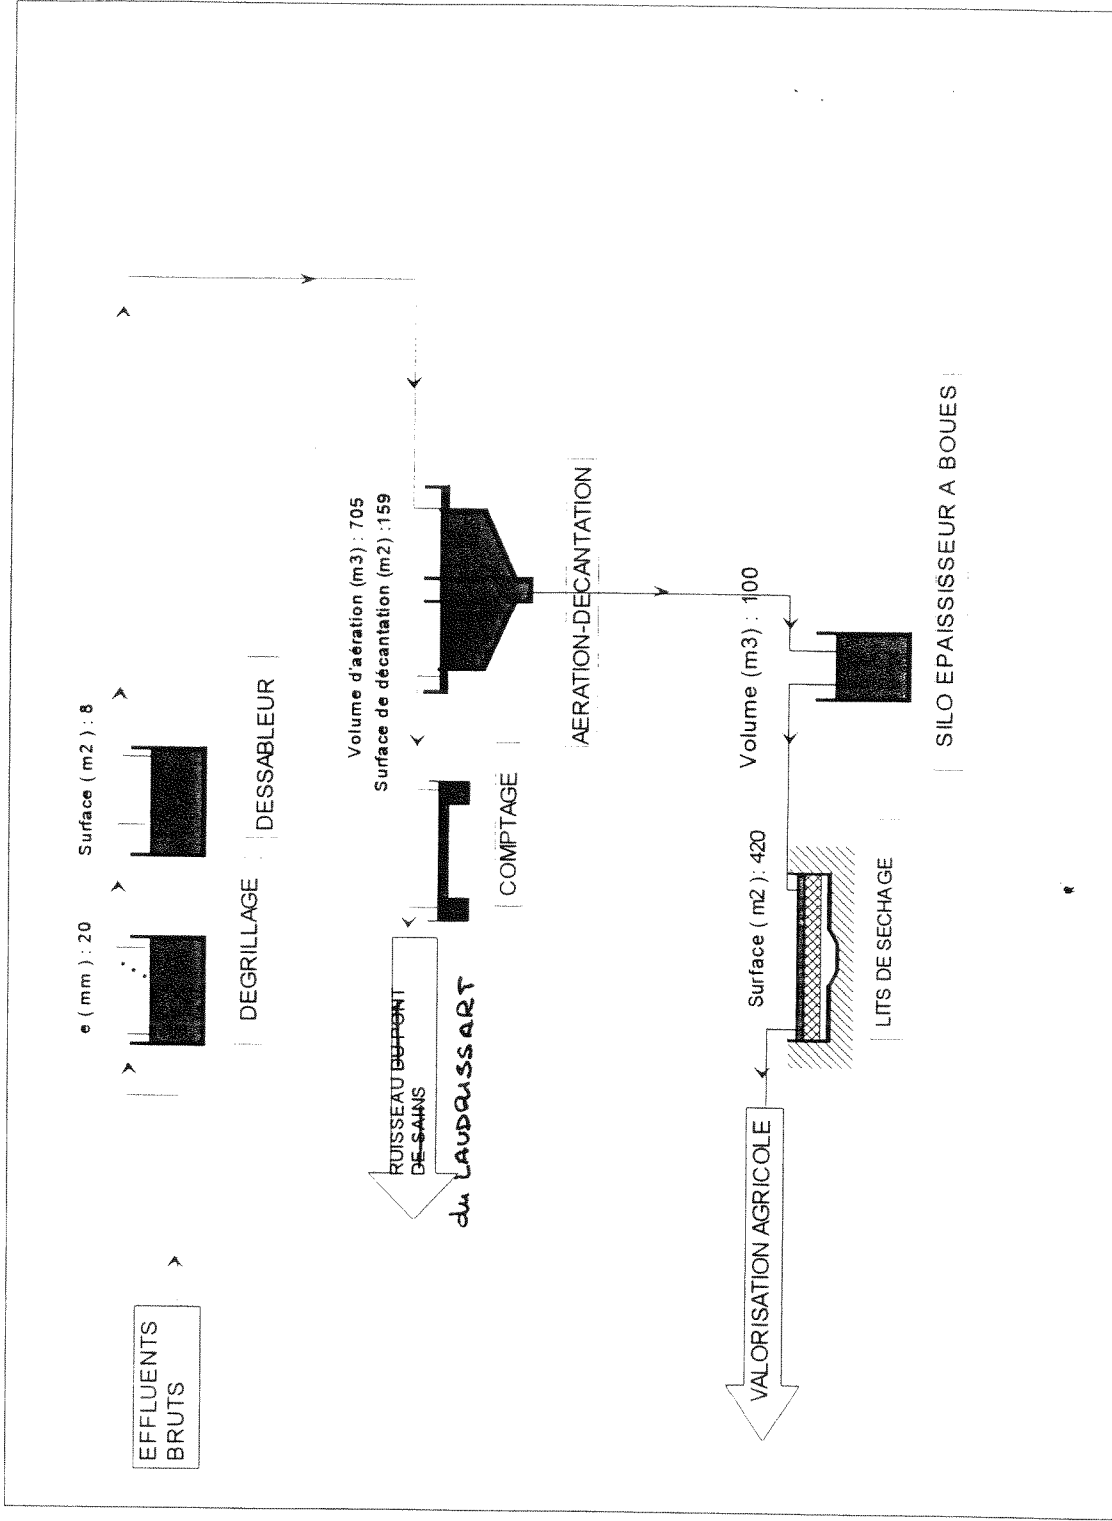 EFFLUENTS
BRUTS
e ( mm ) : 20
DEGRILLAGE
Surface ( m2 ) : 8
DESSABLEUR
Volume d'aération (m3) : 705
Surface de décantation (m2) :159
AERATION-DECANTATION
COMPTAGE
RUISSEAU DU PONT
DE SAINS
du LAUDRISSART
Volume (m3) : 100
SILO EPAISSISSEUR A BOUES
Surface ( m2 ): 420
LITS DE SECHAGE
VALORISATION AGRICOLE